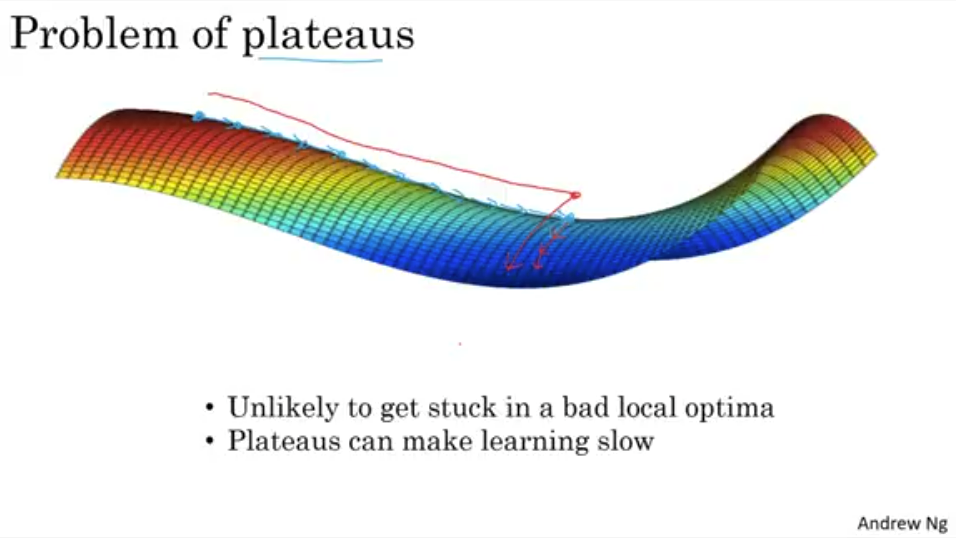 Problem of plateaus
• Unlikely to get stuck in a bad local optima
• Plateaus can make learning slow
Andrew Ng